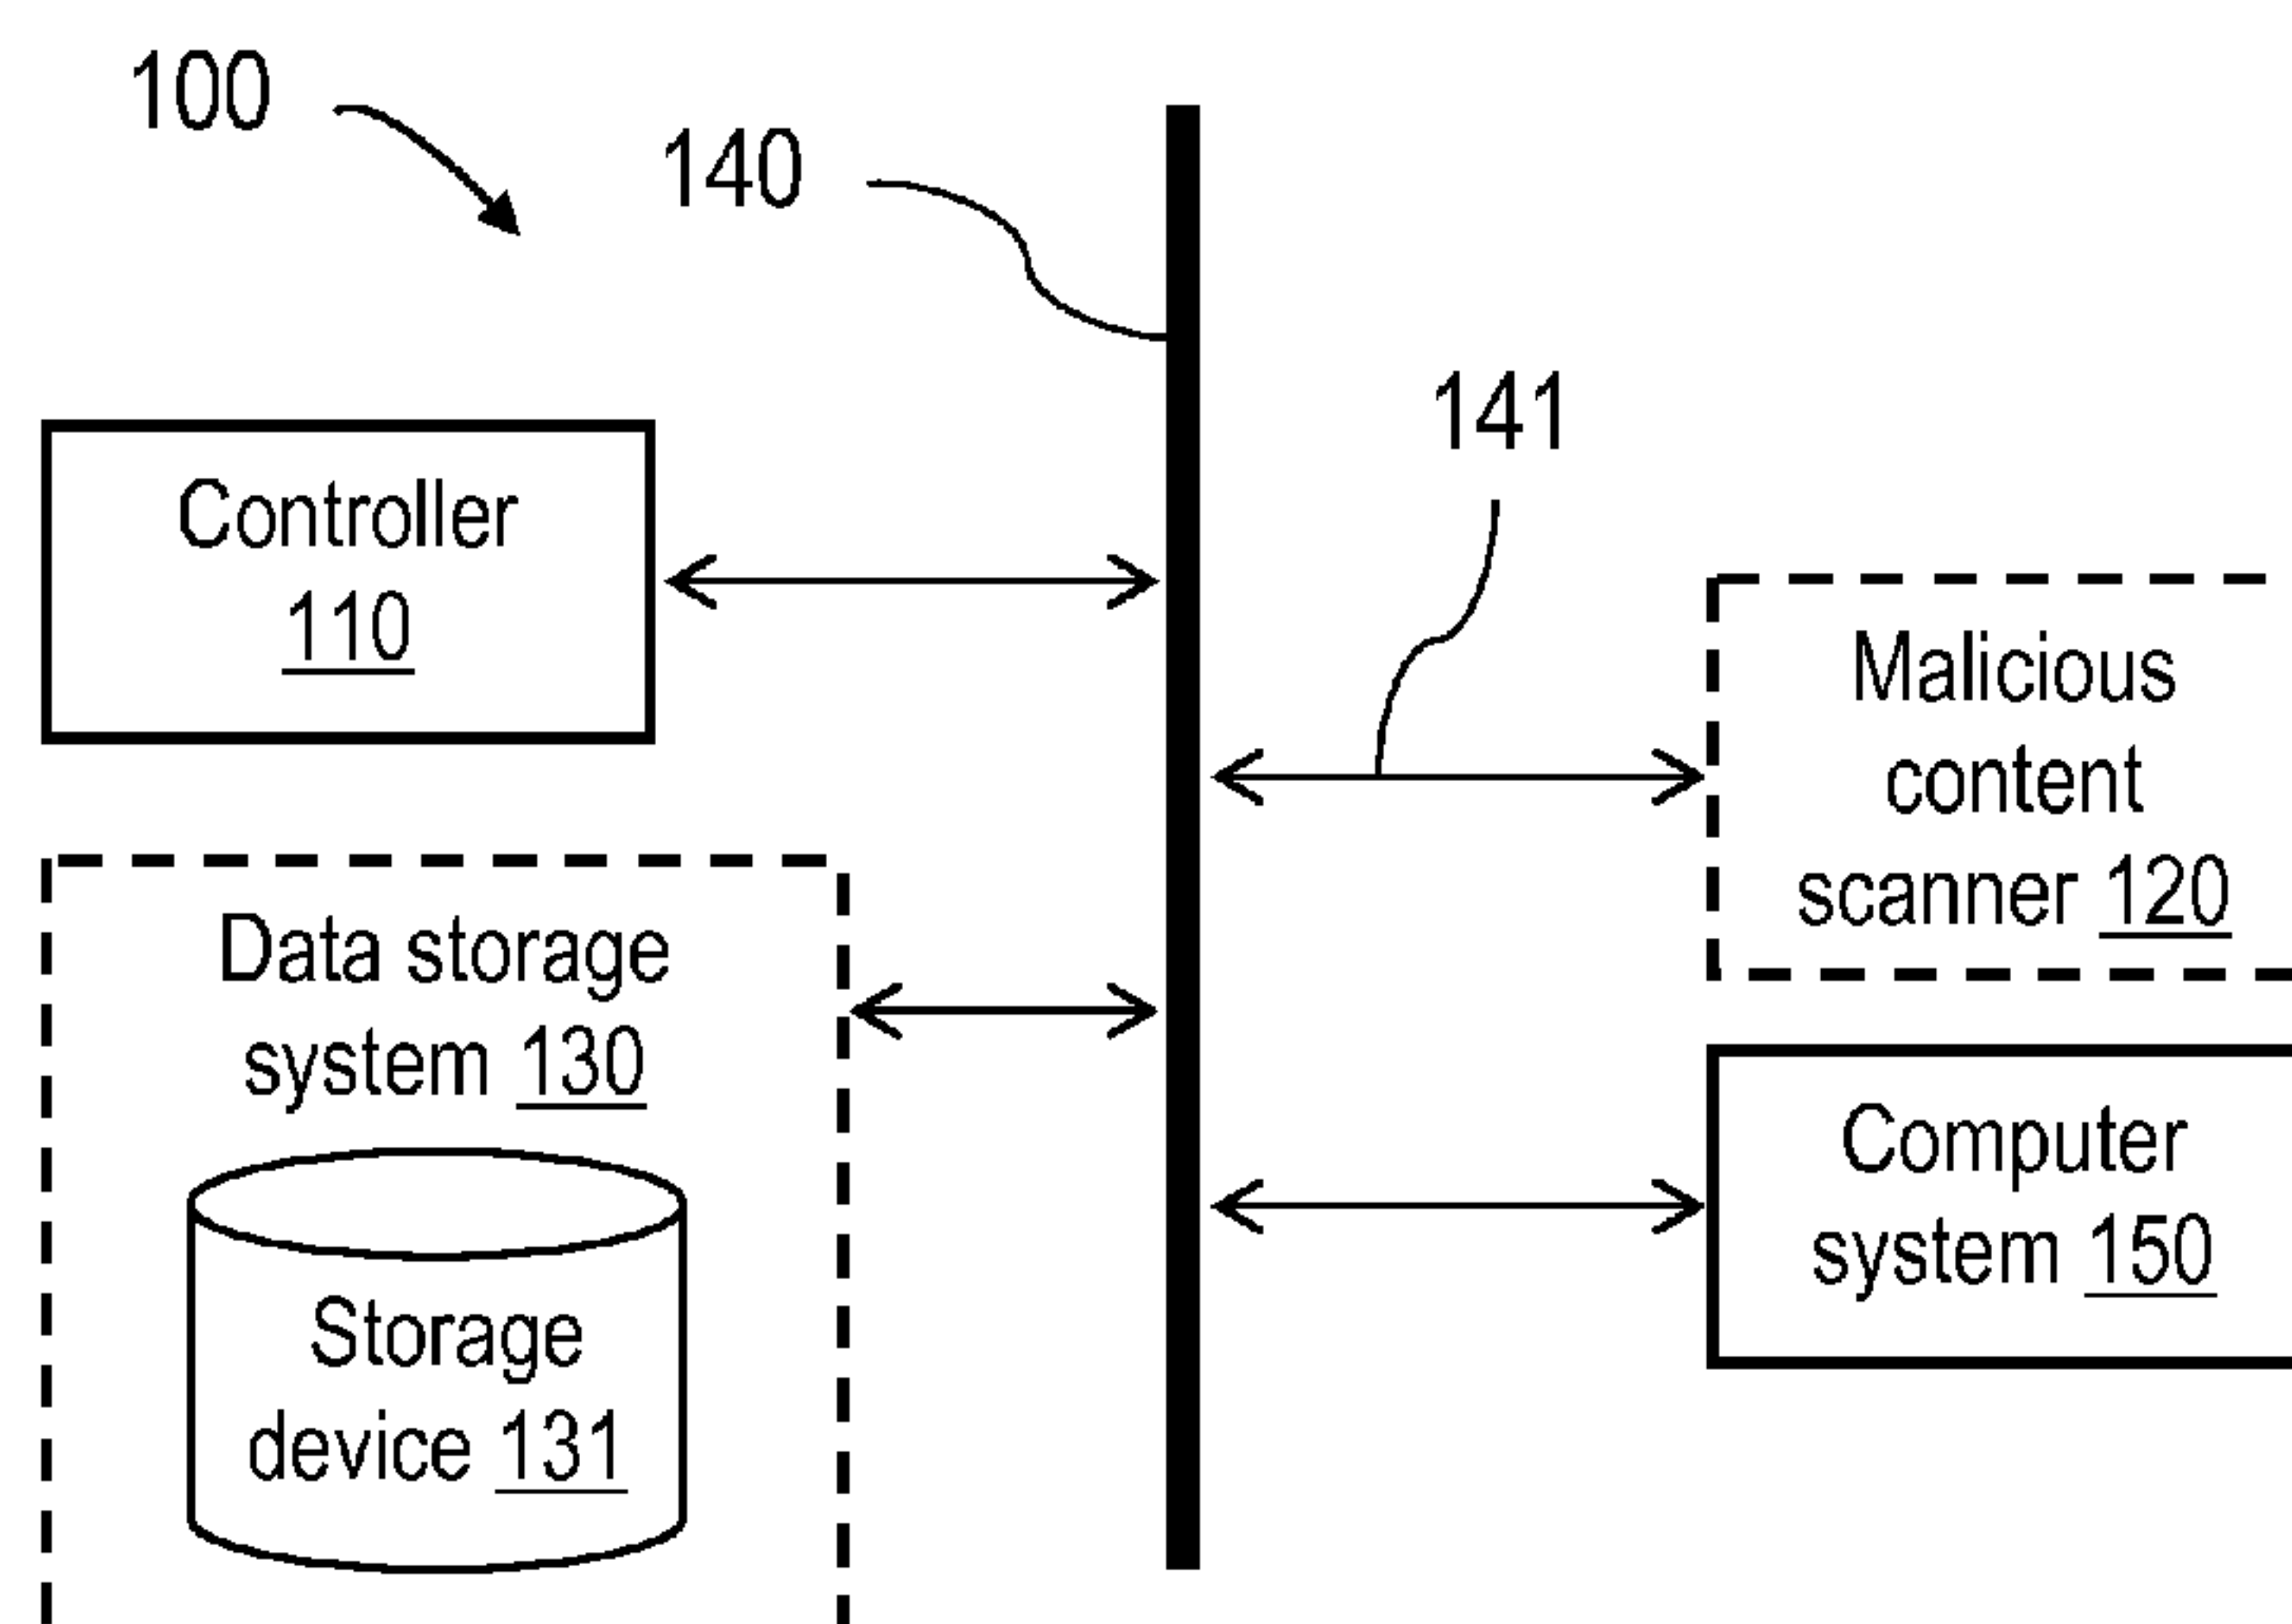 100
140
141
Controller
110
Malicious
content
scanner 120
Data storage
system 130
Computer
system 150
Storage
device 131